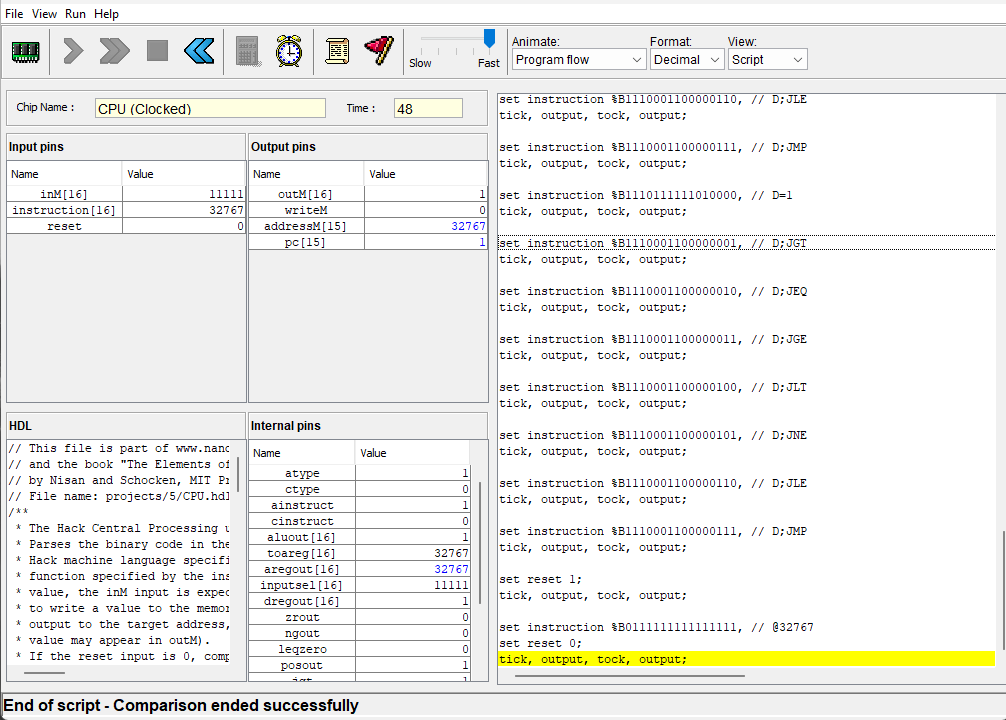 File View Run Help
Slow Fast
Animate: Format: View:
Program flow Decimal Script
Chip Name : CPU (Clocked) Time : 48
Input pins
Name Value
inM[16] 11111
instruction[16] 32767
reset 0
Output pins
Name Value
outM[16] 1
writeM 0
addressM[15] 32767
pc[15] 1
HDL
// This file is part of www.nand
// and the book "The Elements of
// by Nisan and Schocken, MIT Pr
// File name: projects/5/CPU.hdl
/**
* The Hack Central Processing u
* Parses the binary code in the
* Hack machine language specifi
* function specified by the ins
* value, the inM input is expec
* to write a value to the memor
* output to the target address,
* value may appear in outM).
* If the reset input is 0, comp
Internal pins
Name Value
atype 1
ctype 0
ainstruct 1
cinstruct 0
aluout[16] 1
toareg[16] 32767
aregout[16] 32767
inputsel[16] 11111
dregout[16] 1
zrout 0
ngout 0
leqzero 0
posout 1
set instruction %B1110001100000110, // D;JLE
tick, output, tock, output;
set instruction %B1110001100000111, // D;JMP
tick, output, tock, output;
set instruction %B1110111111010000, // D=1
tick, output, tock, output;
set instruction %B1110001100000001, // D;JGT
tick, output, tock, output;
set instruction %B1110001100000010, // D;JEQ
tick, output, tock, output;
set instruction %B1110001100000011, // D;JGE
tick, output, tock, output;
set instruction %B1110001100000100, // D;JLT
tick, output, tock, output;
set instruction %B1110001100000101, // D;JNE
tick, output, tock, output;
set instruction %B1110001100000110, // D;JLE
tick, output, tock, output;
set instruction %B1110001100000111, // D;JMP
tick, output, tock, output;
set reset 1;
tick, output, tock, output;
set instruction %B0111111111111111, // @32767
set reset 0;
tick, output, tock, output;
End of script - Comparison ended successfully